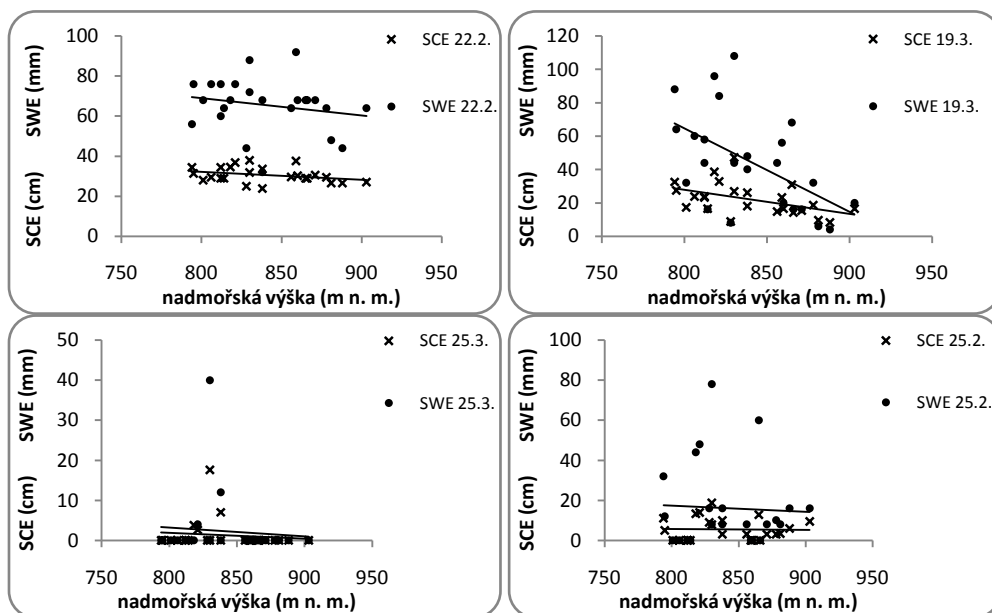 SCE (cm) SWE (mm)
100
80
60
40
20
0
750 800 850 900 950
nadmořská výška (m n. m.)
SCE 22.2.
SWE 22.2.
SCE (cm) SWE (mm)
120
100
80
60
40
20
0
750 800 850 900 950
nadmořská výška (m n. m.)
SCE 19.3.
SWE 19.3.
SCE (cm) SWE (mm)
50
40
30
20
10
0
750 800 850 900 950
nadmořská výška (m n. m.)
SCE 25.3.
SWE 25.3.
SCE (cm) SWE (mm)
100
80
60
40
20
0
750 800 850 900 950
nadmořská výška (m n. m.)
SCE 25.2.
SWE 25.2.